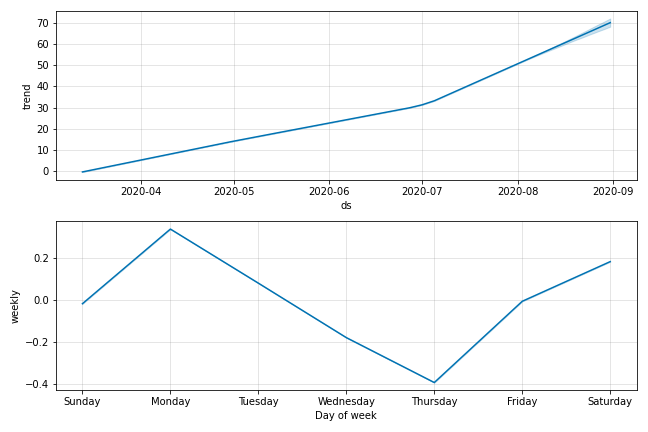 70
60
50
40
30
20
10
0
trend
2020-04 2020-05 2020-06 2020-07 2020-08 2020-09
ds
0.2
0.0
−0.2
−0.4
weekly
Sunday Monday Tuesday Wednesday Thursday Friday Saturday
Day of week